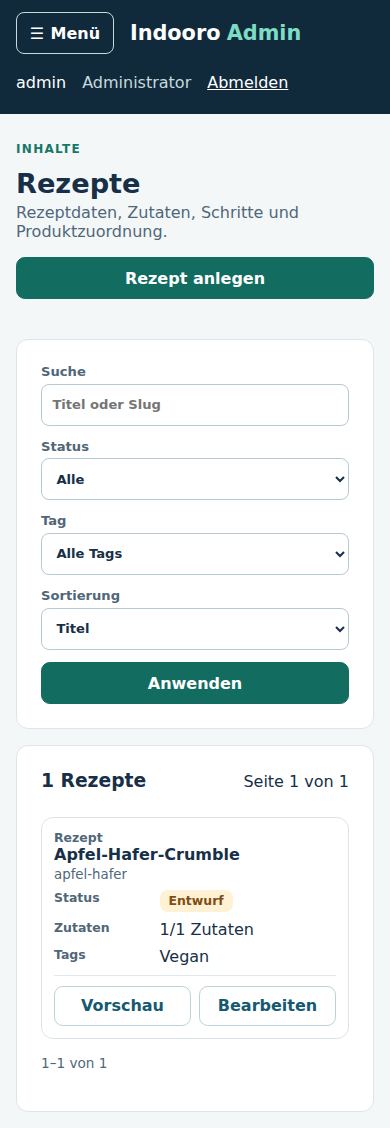 ☰ Menü
Indooro Admin
admin Administrator Abmelden
INHALTE
Rezepte
Rezeptdaten, Zutaten, Schritte und
Produktzuordnung.
Rezept anlegen
Suche
Titel oder Slug
Status
Alle
Tag
Alle Tags
Sortierung
Titel
Anwenden
1 Rezepte
Seite 1 von 1
Rezept
Apfel-Hafer-Crumble
apfel-hafer
Status Entwurf
Zutaten 1/1 Zutaten
Tags Vegan
Vorschau
Bearbeiten
1–1 von 1